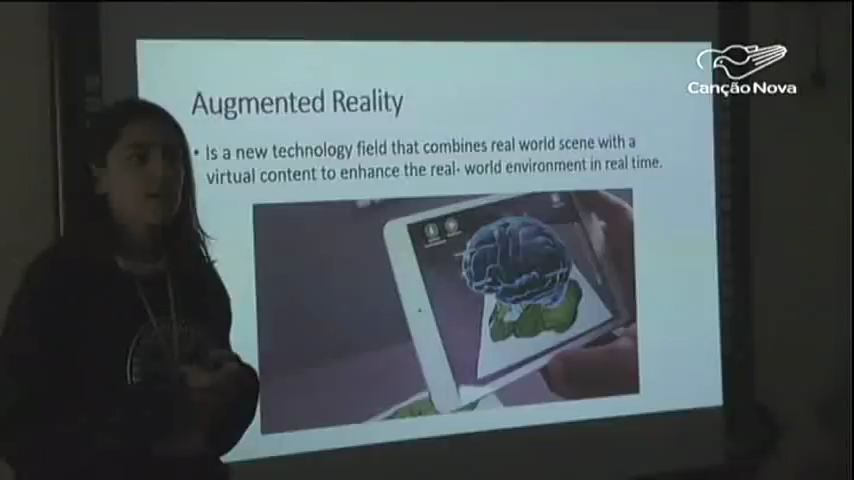 Canção Nova
Augmented Reality
• Is a new technology field that combines real world scene with a
virtual content to enhance the real- world environment in real time.